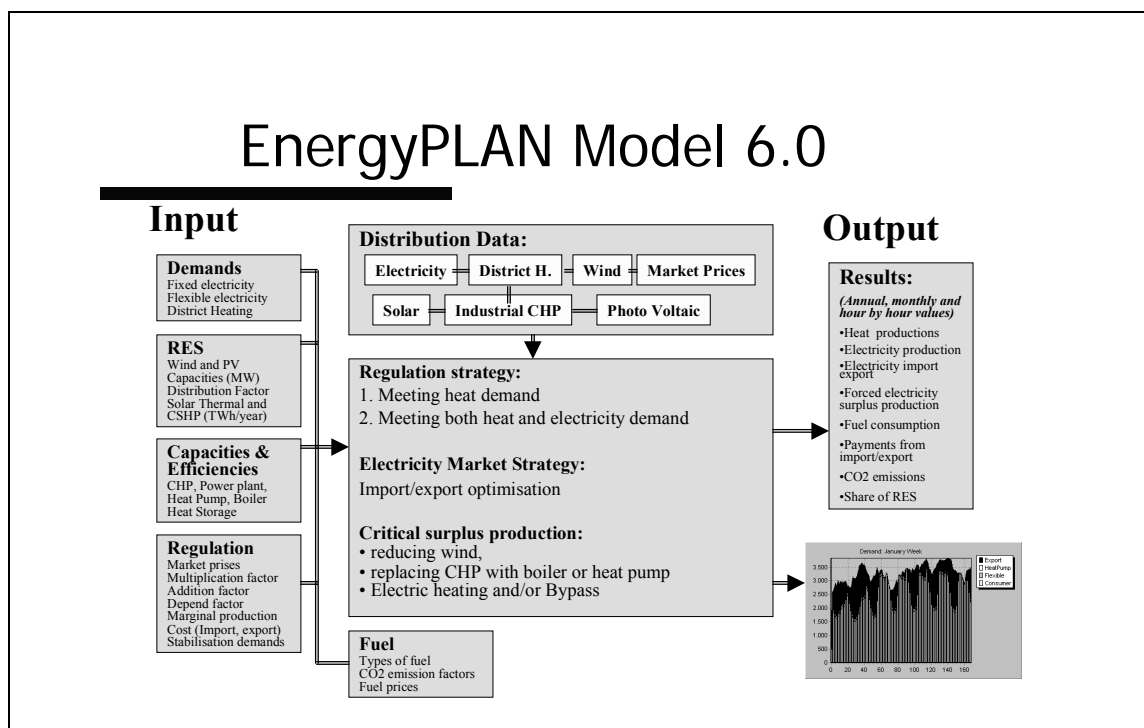 EnergyPLAN Model 6.0
Input
Demands
Fixed electricity
Flexible electricity
District Heating
RES
Wind and PV
Capacities (MW)
Distribution Factor
Solar Thermal and
CSHP (TWh/year)
Capacities &
Efficiencies
CHP, Power plant,
Heat Pump, Boiler
Heat Storage
Regulation
Market prises
Multiplication factor
Addition factor
Depend factor
Marginal production
Cost (Import, export)
Stabilisation demands
Fuel
Types of fuel
CO2 emission factors
Fuel prices
Distribution Data:
Electricity District H. Wind Market Prices
Solar Industrial CHP Photo Voltaic
Regulation strategy:
1. Meeting heat demand
2. Meeting both heat and electricity demand
Electricity Market Strategy:
Import/export optimisation
Critical surplus production:
• reducing wind,
• replacing CHP with boiler or heat pump
• Electric heating and/or Bypass
Output
Results:
(Annual, monthly and
hour by hour values)
•Heat productions
•Electricity production
•Electricity import
export
•Forced electricity
surplus production
•Fuel consumption
•Payments from
import/export
•CO2 emissions
•Share of RES
Demand: January Week
Export
HeatPump
Flexible
Consumer
3.500
3.000
2.500
2.000
1.500
1.000
500
0
0 20 40 60 80 100 120 140 160